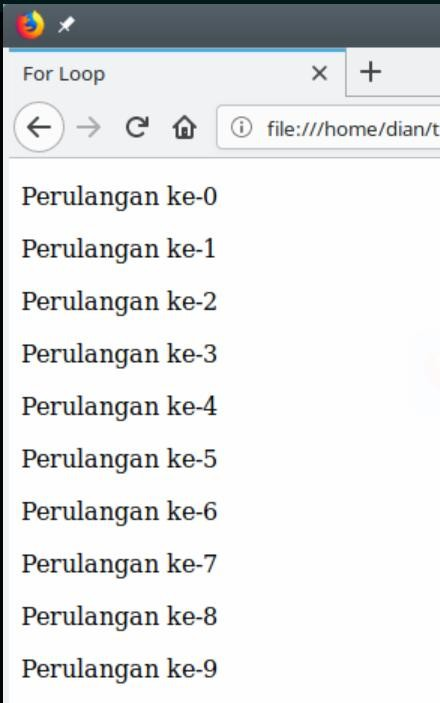 For Loop
file:///home/dian/t
Perulangan ke-0
Perulangan ke-1
Perulangan ke-2
Perulangan ke-3
Perulangan ke-4
Perulangan ke-5
Perulangan ke-6
Perulangan ke-7
Perulangan ke-8
Perulangan ke-9